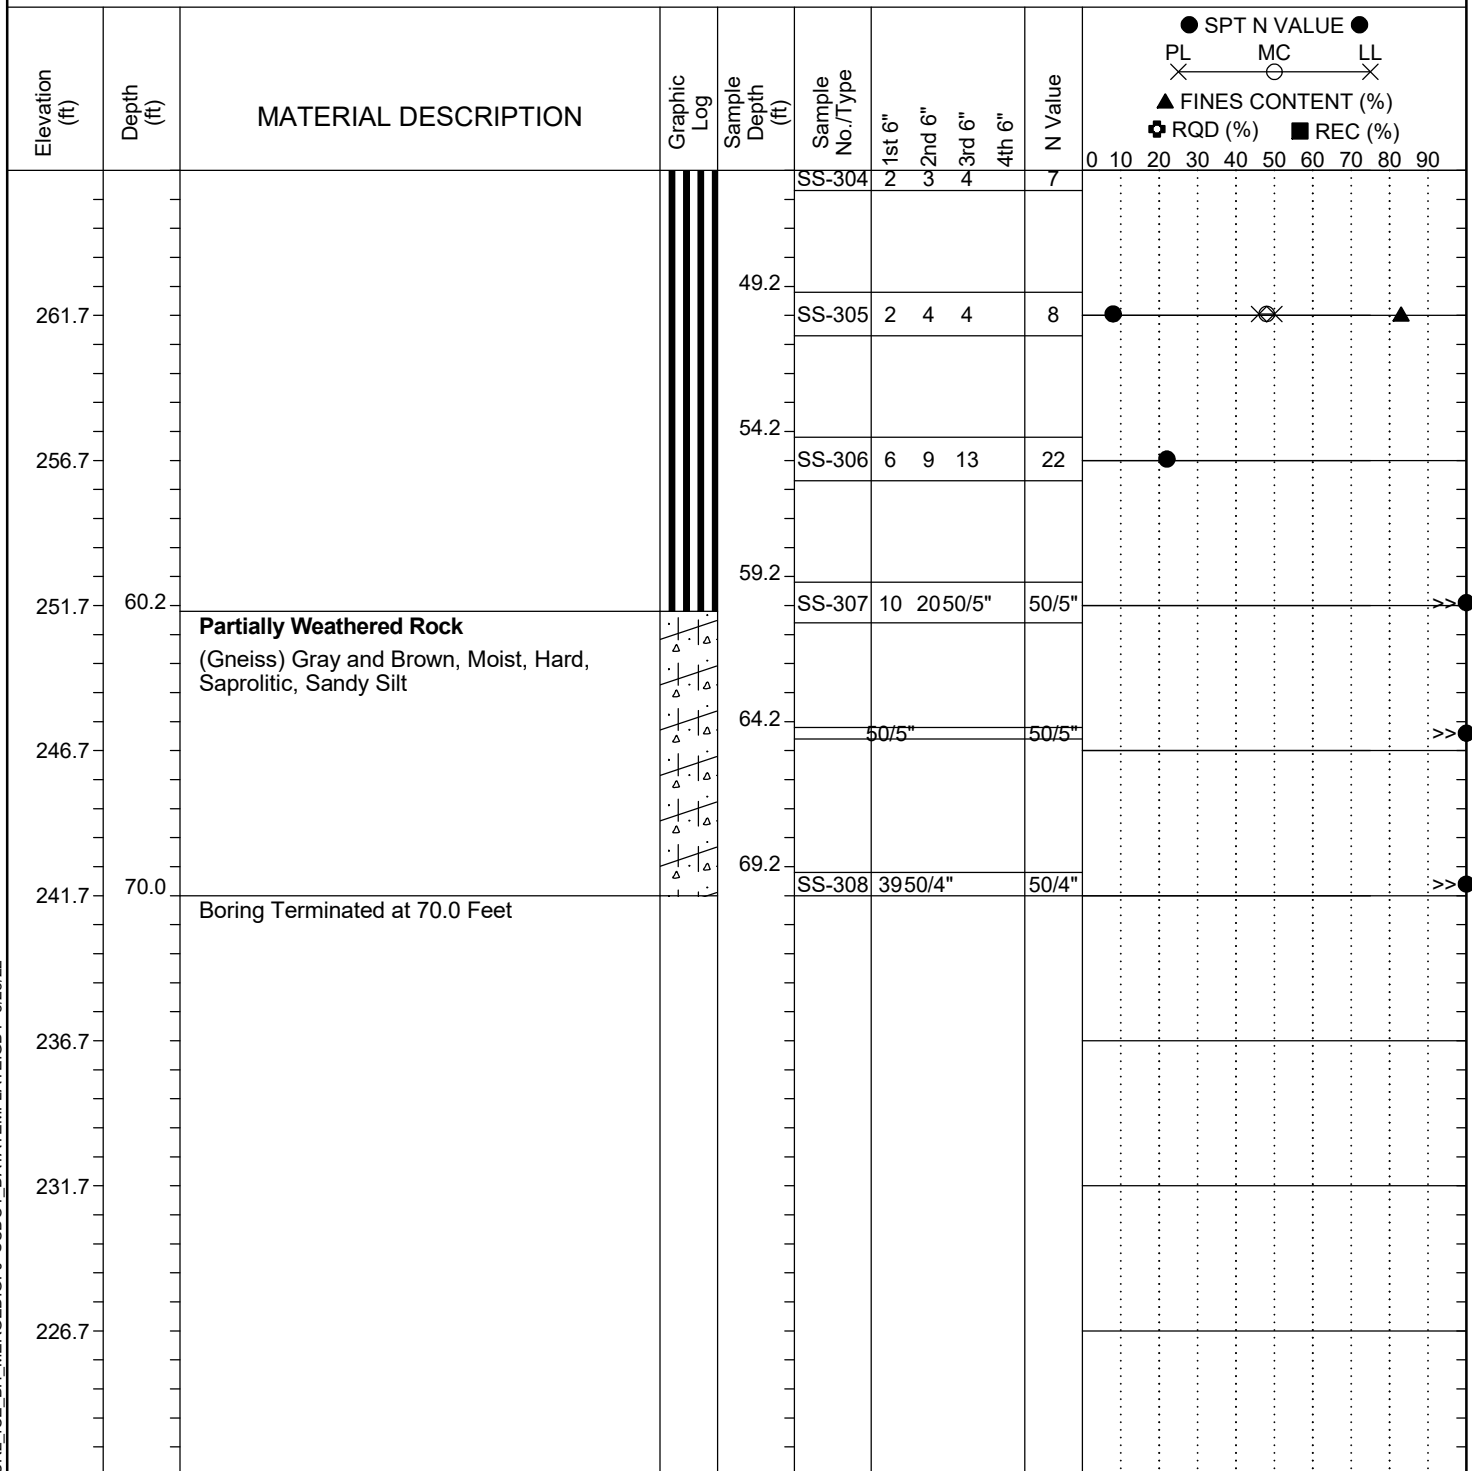 ● SPT N VALUE ●
PL MC LL
▲ FINES CONTENT (%)
RQD (%) ■ REC (%)
0 10 20 30 40 50 60 70 80 90
Elevation
(ft)
Depth
(ft)
MATERIAL DESCRIPTION
Graphic
Log
Sample
Depth
(ft)
Sample
No./Type
1st 6"
2nd 6"
3rd 6"
4th 6"
N Value
SS-304 2 3 4 7
49.2
261.7 SS-305 2 4 4 8
54.2
256.7 SS-306 6 9 13 22
59.2
251.7 60.2 SS-307 10 20 50/5" 50/5" >>
Partially Weathered Rock
(Gneiss) Gray and Brown, Moist, Hard,
Saprolitic, Sandy Silt
64.2
50/5" 50/5" >>
246.7
69.2
241.7 70.0 SS-308 39 50/4" 50/4" >>
Boring Terminated at 70.0 Feet
236.7
231.7
226.7